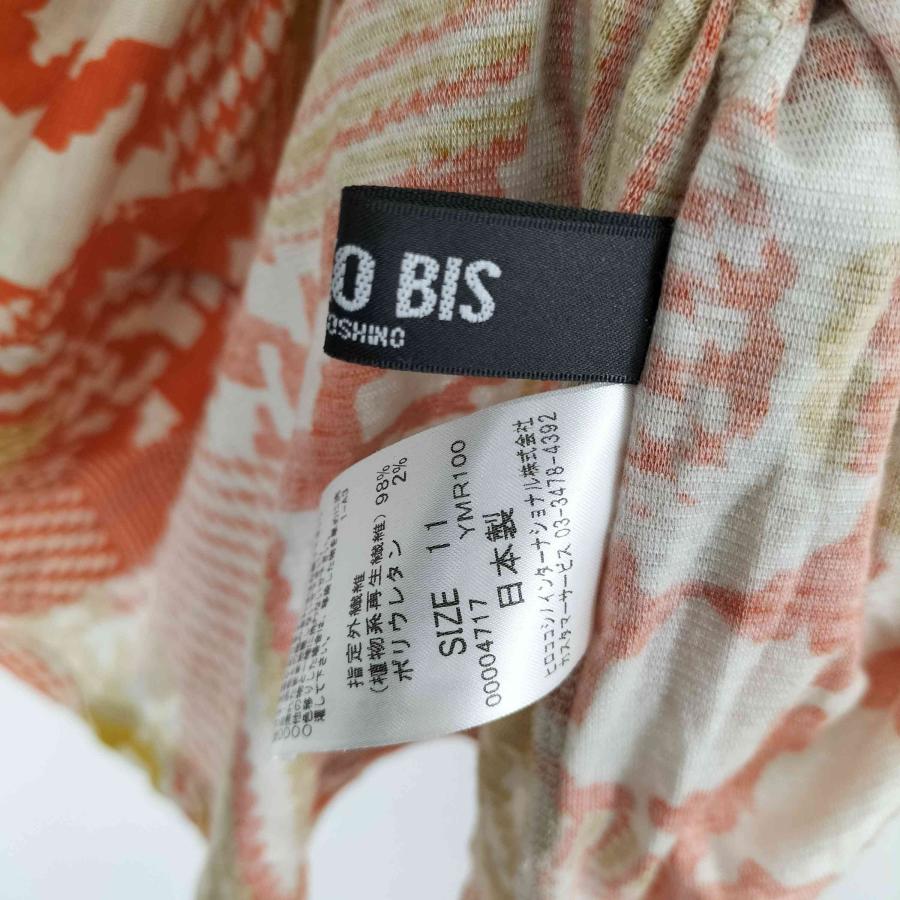 O BIS
OSHINO
指定外繊維
(植物系再生繊維) 98%
ポリウレタン 2%
SIZE 11
00004717 YMR100
日本製
ヒロココシノインターナショナル株式会社
カスタマーサービス 03-3478-4392
1-A3